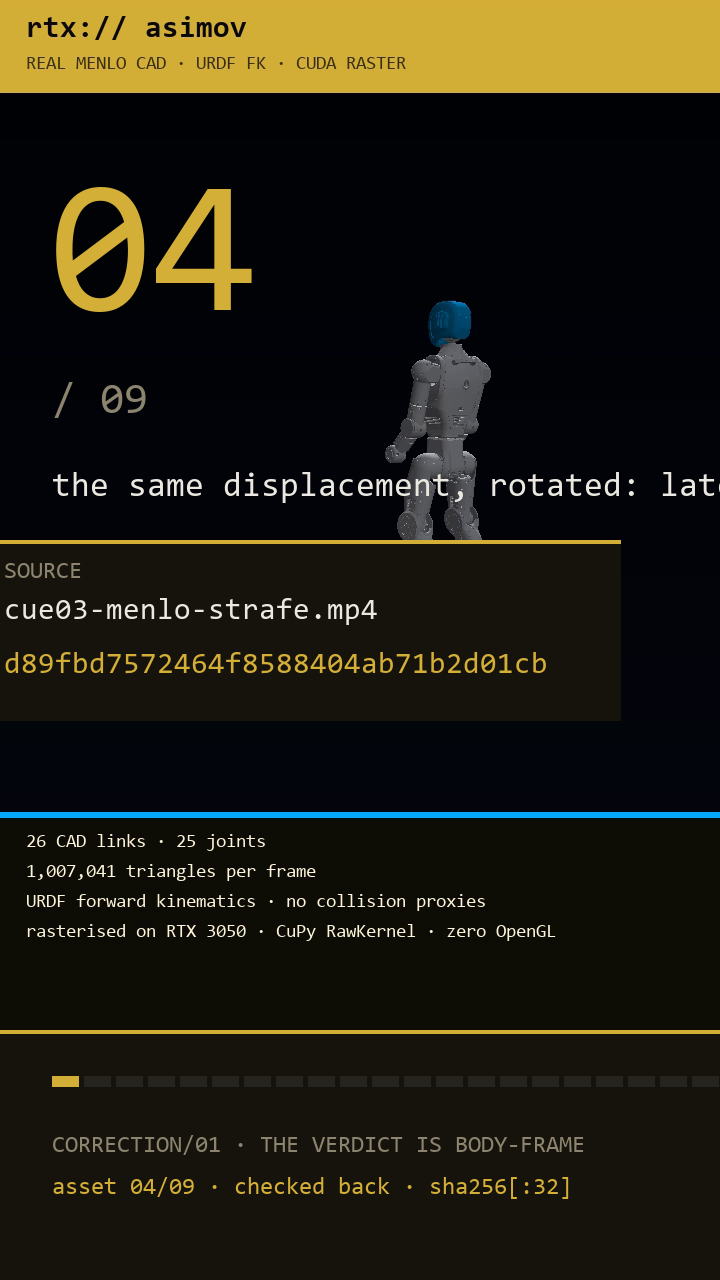 rtx:// asimov
REAL MENLO CAD · URDF FK · CUDA RASTER
04
/ 09
the same displacement, rotated: late
SOURCE
cue03-menlo-strafe.mp4
d89fbd7572464f8588404ab71b2d01cb
26 CAD links · 25 joints
1,007,041 triangles per frame
URDF forward kinematics · no collision proxies
rasterised on RTX 3050 · CuPy RawKernel · zero OpenGL
CORRECTION/01 · THE VERDICT IS BODY-FRAME
asset 04/09 · checked back · sha256[:32]